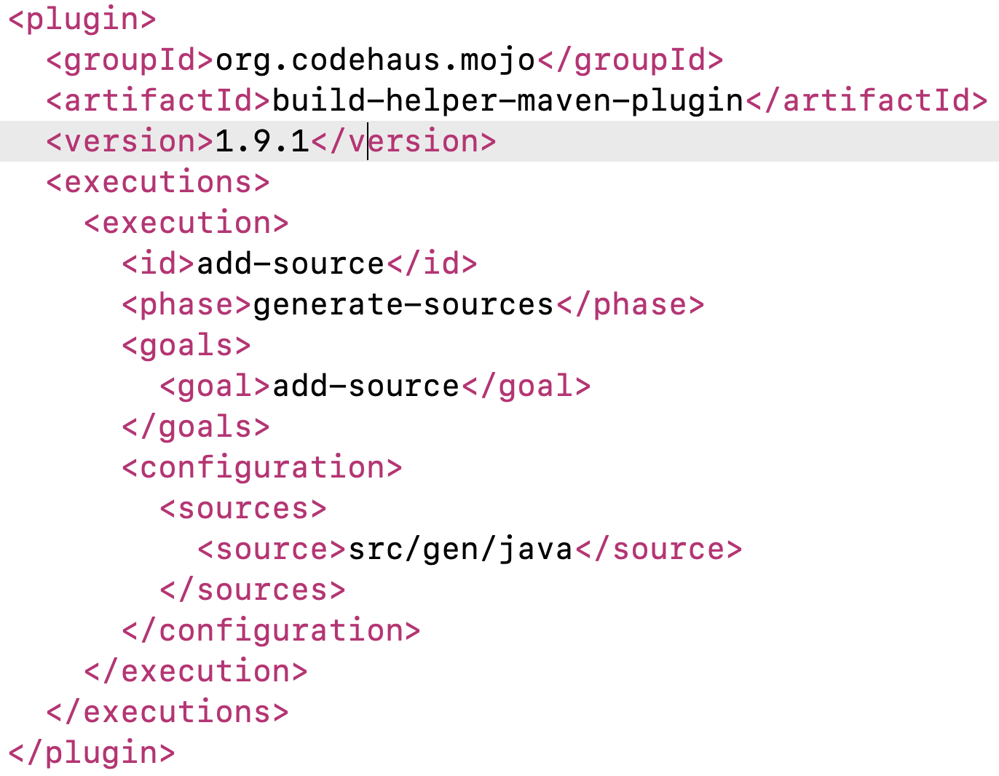 <plugin>
  <groupId>org.codehaus.mojo</groupId>
  <artifactId>build-helper-maven-plugin</artifactId>
  <version>1.9.1</version>
  <executions>
    <execution>
      <id>add-source</id>
      <phase>generate-sources</phase>
      <goals>
        <goal>add-source</goal>
      </goals>
      <configuration>
        <sources>
          <source>src/gen/java</source>
        </sources>
      </configuration>
    </execution>
  </executions>
</plugin>